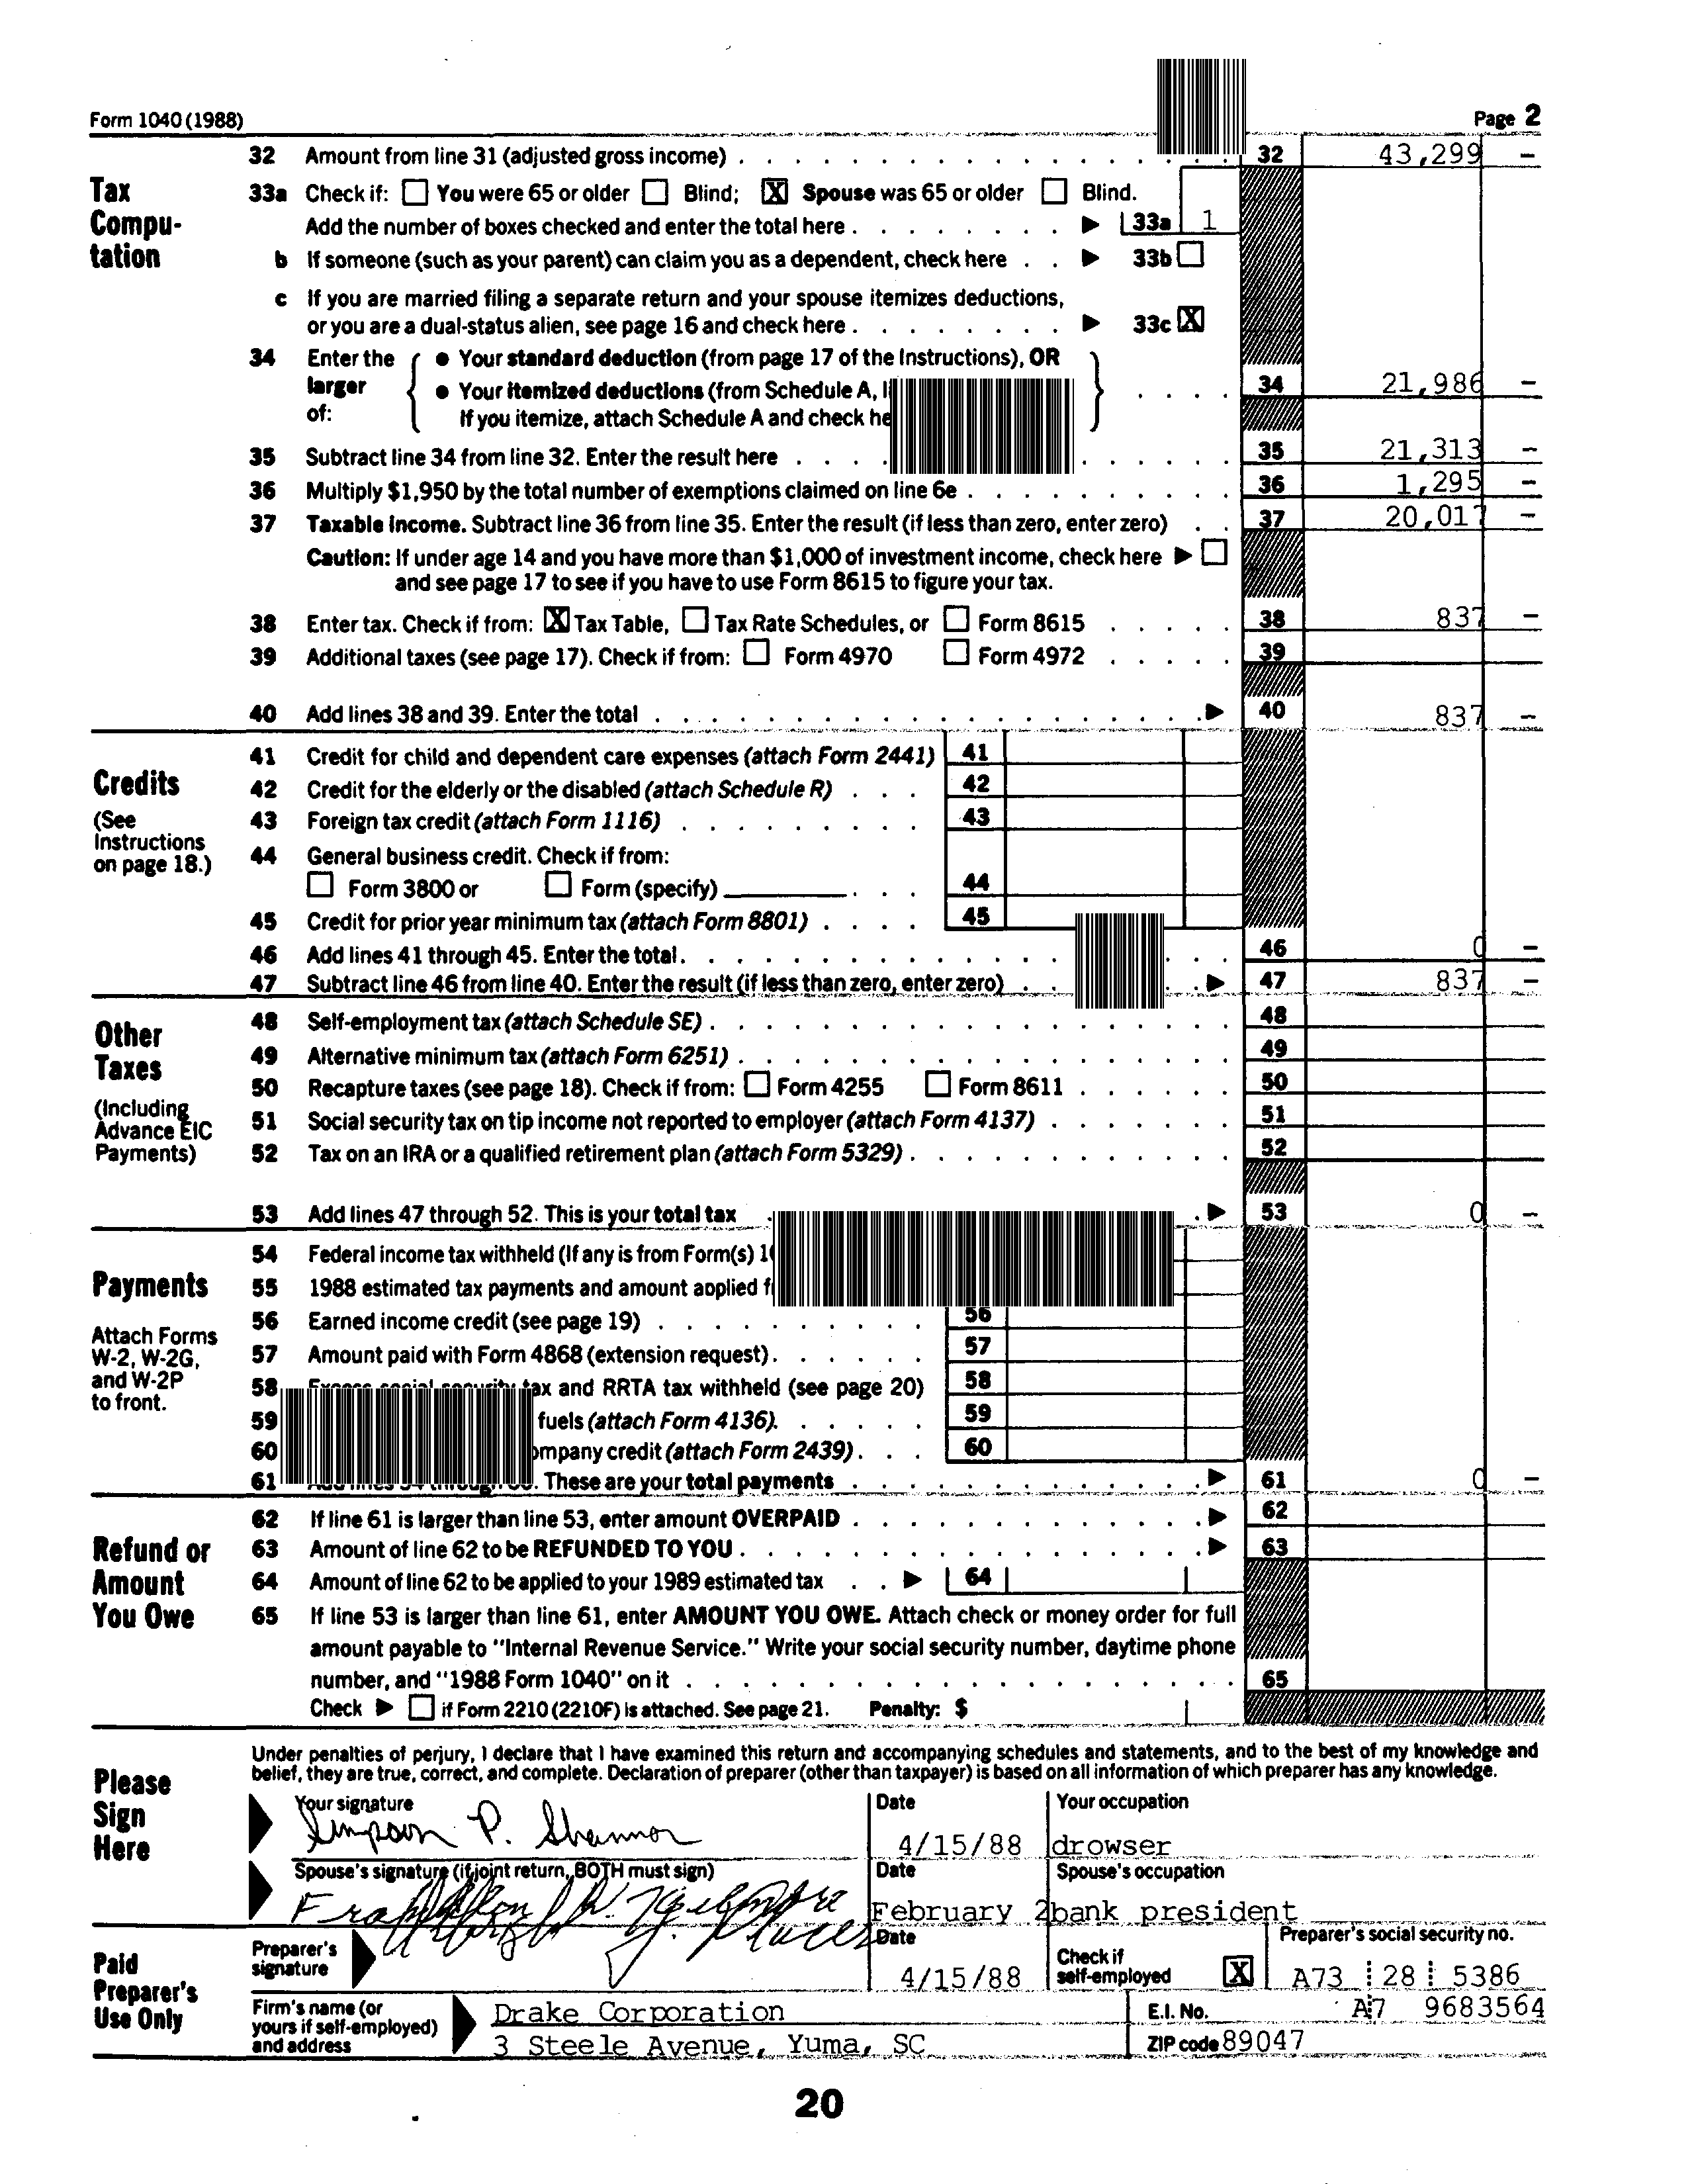 Form 1040 (1988) Page 2
32 Amount from line 31 (adjusted gross income) 32 43,299 –
Tax Compu- tation
33a Check if: You were 65 or older Blind; X Spouse was 65 or older Blind.
Add the number of boxes checked and enter the total here 33a 1
b If someone (such as your parent) can claim you as a dependent, check here 33b
c If you are married filing a separate return and your spouse itemizes deductions,
or you are a dual-status alien, see page 16 and check here 33c X
34 Enter the larger of:
• Your standard deduction (from page 17 of the Instructions), OR
• Your itemized deductions (from Schedule A, 34 21,986 –
If you itemize, attach Schedule A and check
35 Subtract line 34 from line 32. Enter the result here 35 21,313 –
36 Multiply $1,950 by the total number of exemptions claimed on line 6e 36 1,295 –
37 Taxable income. Subtract line 36 from line 35. Enter the result (if less than zero, enter zero) 37 20,017 –
Caution: If under age 14 and you have more than $1,000 of investment income, check here
and see page 17 to see if you have to use Form 8615 to figure your tax.
38 Enter tax. Check if from: X Tax Table, Tax Rate Schedules, or Form 8615 38 837 –
39 Additional taxes (see page 17). Check if from: Form 4970 Form 4972 39
40 Add lines 38 and 39. Enter the total 40 837 –
Credits
(See Instructions on page 18.)
41 Credit for child and dependent care expenses (attach Form 2441) 41
42 Credit for the elderly or the disabled (attach Schedule R) 42
43 Foreign tax credit (attach Form 1116) 43
44 General business credit. Check if from:
Form 3800 or Form (specify) 44
45 Credit for prior year minimum tax (attach Form 8801) 45
46 Add lines 41 through 45. Enter the total 46 0 –
47 Subtract line 46 from line 40. Enter the result (if less than zero, enter zero) 47 837 –
Other Taxes
(Including Advance EIC Payments)
48 Self-employment tax (attach Schedule SE) 48
49 Alternative minimum tax (attach Form 6251) 49
50 Recapture taxes (see page 18). Check if from: Form 4255 Form 8611 50
51 Social security tax on tip income not reported to employer (attach Form 4137) 51
52 Tax on an IRA or a qualified retirement plan (attach Form 5329) 52
53 Add lines 47 through 52. This is your total tax 53 0 –
Payments
Attach Forms W-2, W-2G, and W-2P to front.
54 Federal income tax withheld (If any is from Form(s)
55 1988 estimated tax payments and amount applied
56 Earned income credit (see page 19) 56
57 Amount paid with Form 4868 (extension request) 57
58 Excess social security tax and RRTA tax withheld (see page 20) 58
59 fuels (attach Form 4136) 59
60 credit (attach Form 2439) 60
61 These are your total payments 61 0 –
Refund or Amount You Owe
62 If line 61 is larger than line 53, enter amount OVERPAID 62
63 Amount of line 62 to be REFUNDED TO YOU 63
64 Amount of line 62 to be applied to your 1989 estimated tax 64
65 If line 53 is larger than line 61, enter AMOUNT YOU OWE. Attach check or money order for full
amount payable to "Internal Revenue Service." Write your social security number, daytime phone
number, and "1988 Form 1040" on it 65
Check if Form 2210 (2210F) is attached. See page 21. Penalty: $
Please Sign Here
Under penalties of perjury, I declare that I have examined this return and accompanying schedules and statements, and to the best of my knowledge and
belief, they are true, correct, and complete. Declaration of preparer (other than taxpayer) is based on all information of which preparer has any knowledge.
Your signature Date Your occupation
Simpson P. Shannon 4/15/88 drowser
Spouse's signature (if joint return, BOTH must sign) Date Spouse's occupation
February 2 bank president
Paid Preparer's Use Only
Preparer's signature Date Check if self-employed X Preparer's social security no.
4/15/88 A73 28 5386
Firm's name (or yours if self-employed) and address
Drake Corporation E.I. No. A7 9683564
3 Steele Avenue, Yuma, SC ZIP code 89047
20